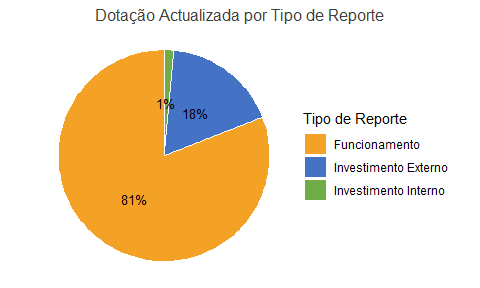 Dotação Actualizada por Tipo de Reporte
1%
18%
81%
Tipo de Reporte
Funcionamento
Investimento Externo
Investimento Interno